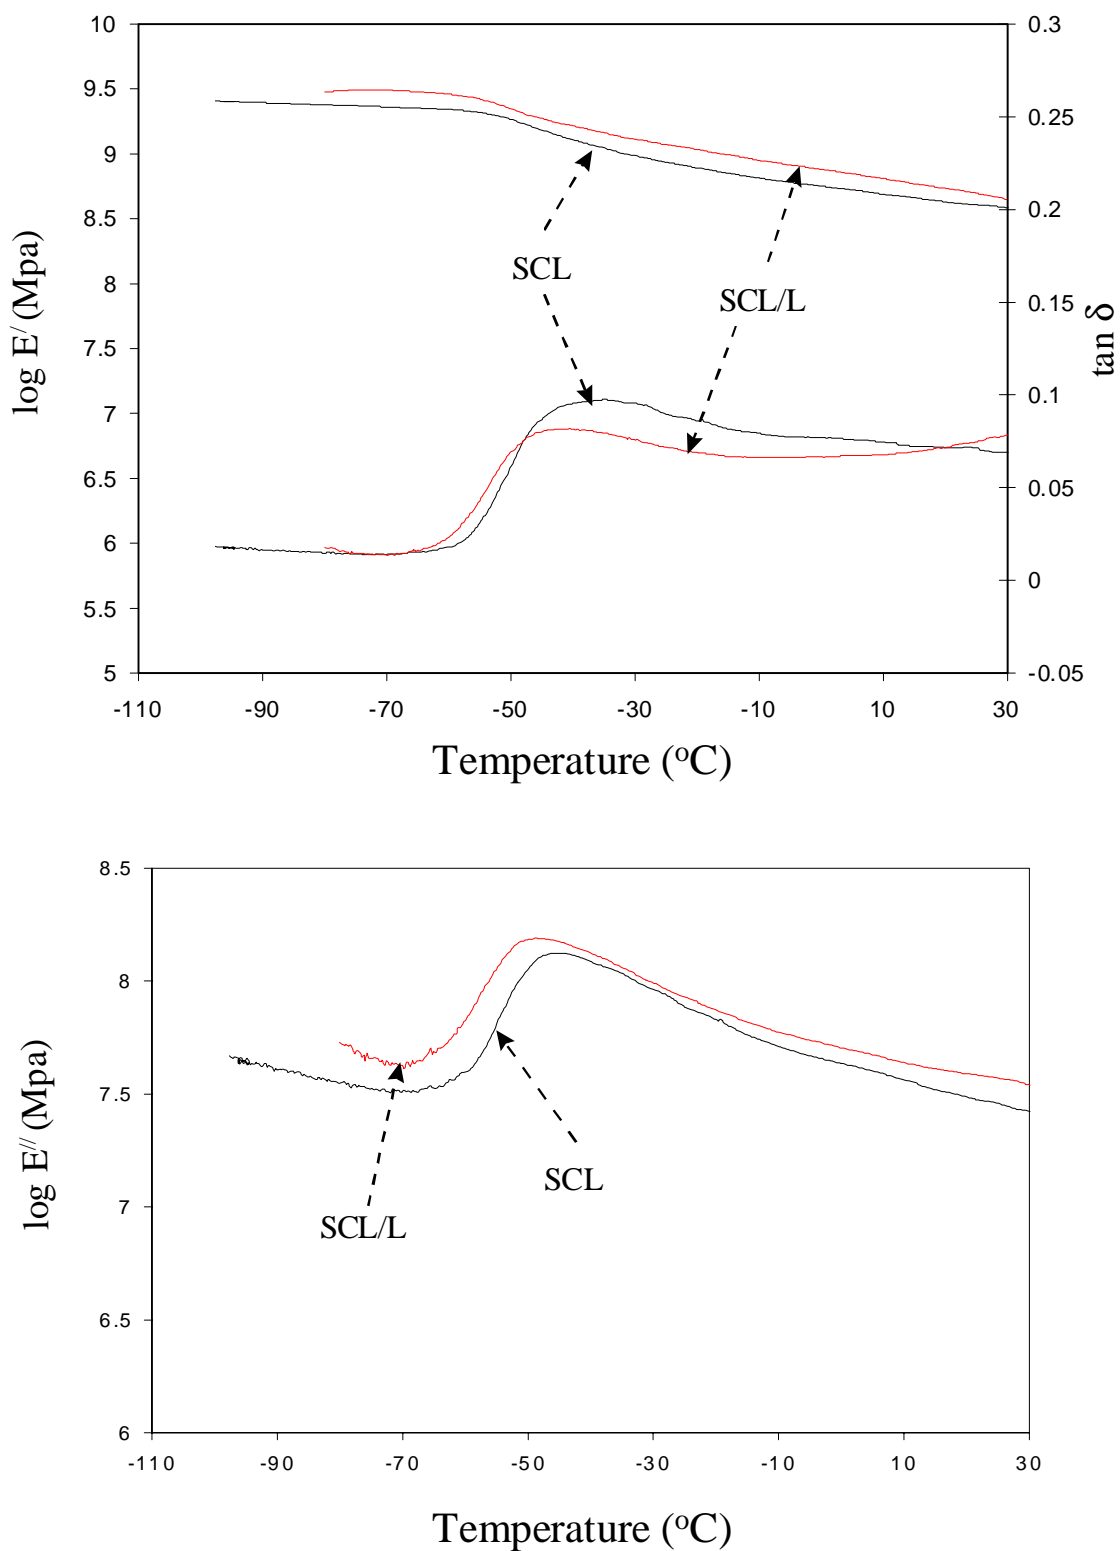 10
9.5
9
8.5
8
7.5
7
6.5
6
5.5
5
log E/ (Mpa)
0.3
0.25
0.2
0.15
0.1
0.05
0
-0.05
tan δ
SCL
SCL/L
-110 -90 -70 -50 -30 -10 10 30
Temperature (oC)
8.5
8
7.5
7
6.5
6
log E// (Mpa)
SCL
SCL/L
-110 -90 -70 -50 -30 -10 10 30
Temperature (oC)